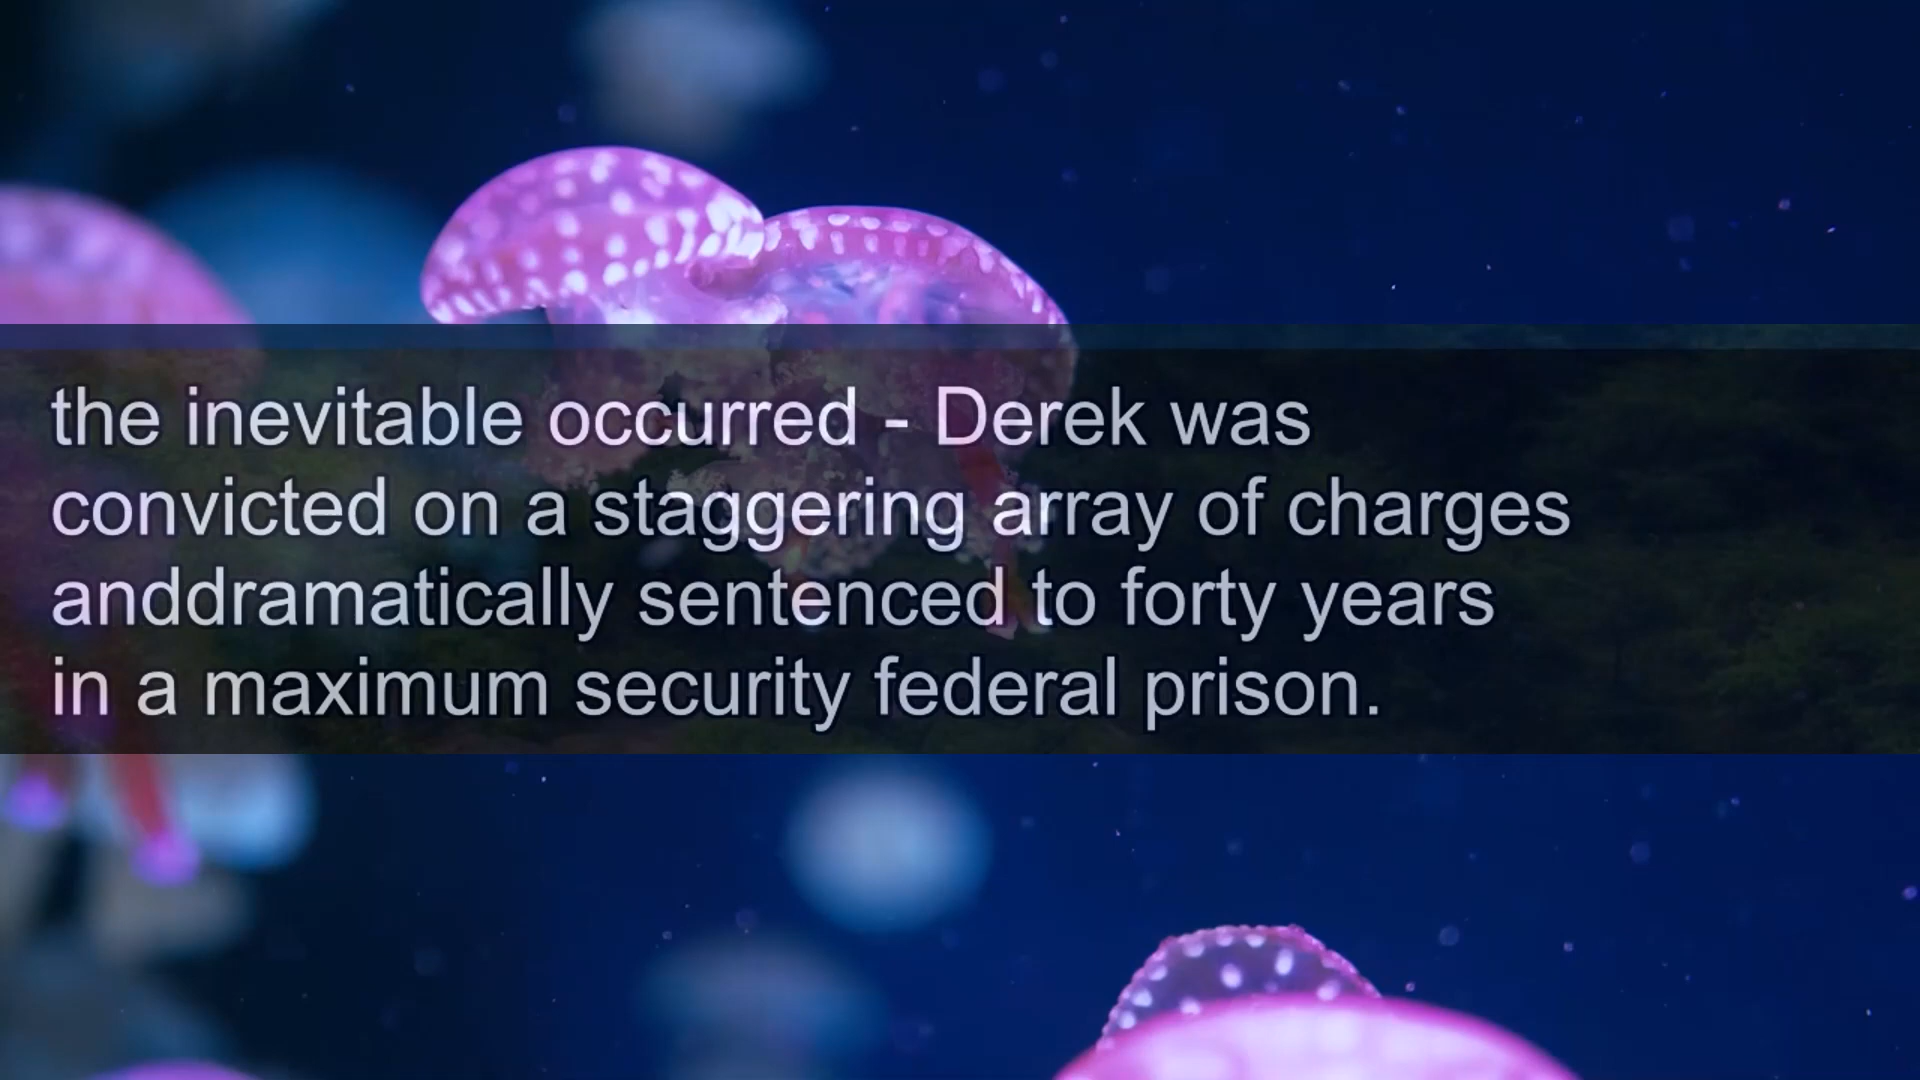 the inevitable occurred - Derek was
convicted on a staggering array of charges
anddramatically sentenced to forty years
in a maximum security federal prison.